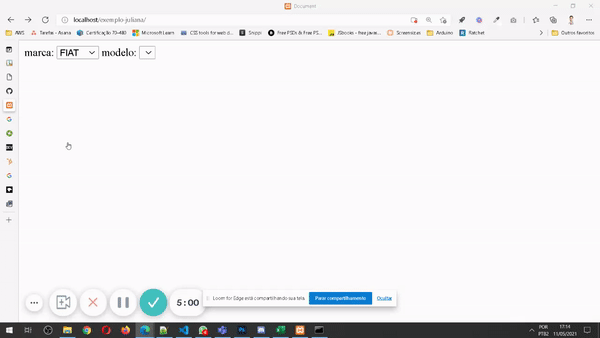 Document
localhost/exemplo-juliana/
AWS
Tarefas - Asana
Certificação 70-480
Microsoft Learn
CSS tools for web d...
Snappi
Free PSDs & Free PS...
JSbooks - free javas...
Screensizes
Arduino
Ratchet
Outros favoritos
marca: FIAT modelo:
5:00
Loom for Edge está compartilhando sua tela.
Parar compartilhamento
Ocultar
POR
PTB2
17:14
11/05/2021